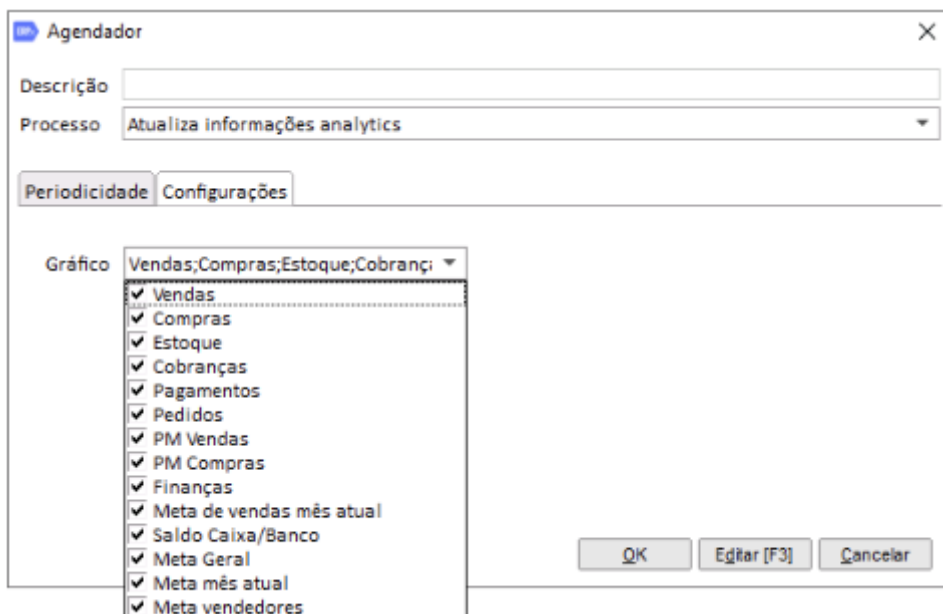 Agendador
Descrição
Processo Atualiza informações analytics
Periodicidade Configurações
Gráfico Vendas;Compras;Estoque;Cobrança
Vendas
Compras
Estoque
Cobranças
Pagamentos
Pedidos
PM Vendas
PM Compras
Finanças
Meta de vendas mês atual
Saldo Caixa/Banco
Meta Geral
Meta mês atual
Meta vendedores
OK Editar [F3] Cancelar